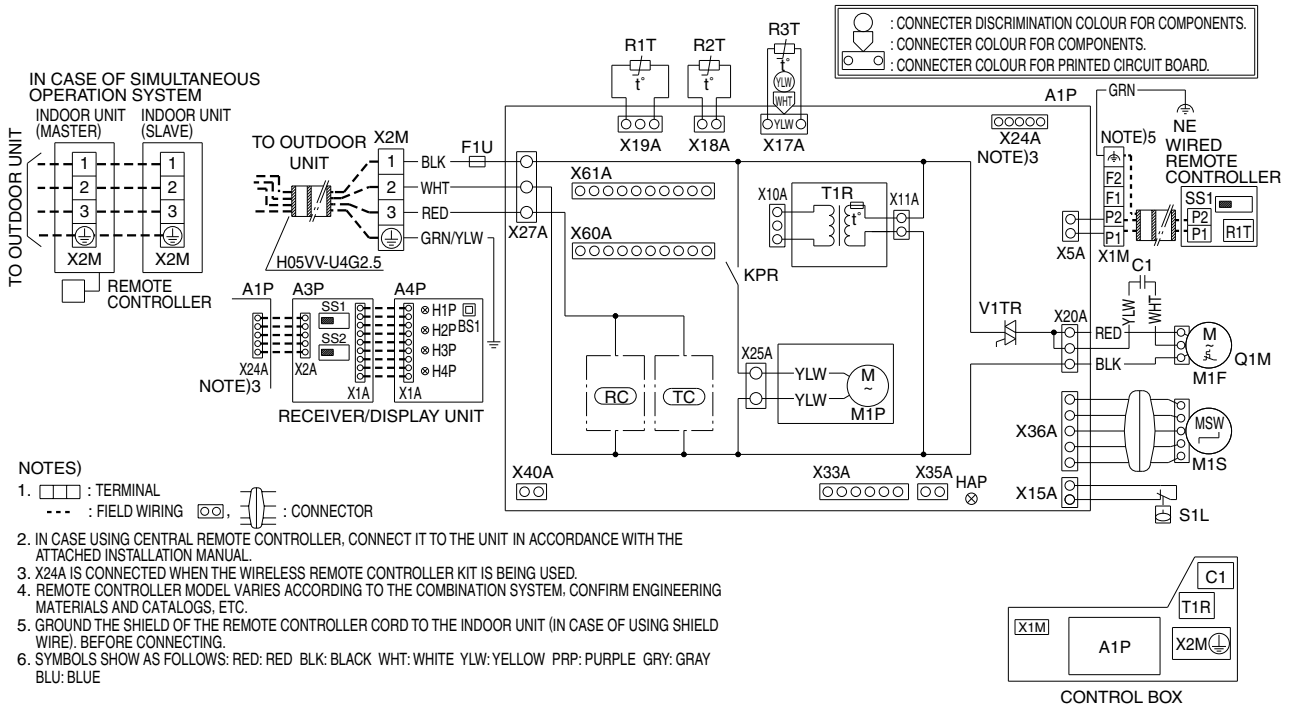 : CONNECTER DISCRIMINATION COLOUR FOR COMPONENTS.
: CONNECTER COLOUR FOR COMPONENTS.
: CONNECTER COLOUR FOR PRINTED CIRCUIT BOARD.
IN CASE OF SIMULTANEOUS
OPERATION SYSTEM
INDOOR UNIT
(MASTER)
INDOOR UNIT
(SLAVE)
TO OUTDOOR UNIT
1
2
3
X2M
1
2
3
X2M
REMOTE
CONTROLLER
TO OUTDOOR
UNIT
X2M
1
2
3
BLK
WHT
RED
GRN/YLW
F1U
X27A
H05VV-U4G2.5
R1T
t°
X19A
R2T
t°
X18A
R3T
t°
YLW
WHT
YLW
X17A
A1P
X24A
NOTE)3
X61A
X60A
X10A
T1R
t°
X11A
KPR
X25A
YLW
YLW
M
~
M1P
RC
TC
V1TR
X40A
X33A
X35A
HAP
GRN
NE
NOTE)5
F2
F1
P2
P1
X1M
X5A
WIRED
REMOTE
CONTROLLER
SS1
P2
P1
R1T
C1
YLW
WHT
X20A
RED
BLK
M
~
Q1M
M1F
X36A
MSW
M1S
X15A
S1L
A1P
X24A
NOTE)3
A3P
SS1
SS2
X2A
X1A
A4P
H1P
H2P
H3P
H4P
BS1
X1A
RECEIVER/DISPLAY UNIT
NOTES)
1. : TERMINAL
: FIELD WIRING , : CONNECTOR
2. IN CASE USING CENTRAL REMOTE CONTROLLER, CONNECT IT TO THE UNIT IN ACCORDANCE WITH THE
ATTACHED INSTALLATION MANUAL.
3. X24A IS CONNECTED WHEN THE WIRELESS REMOTE CONTROLLER KIT IS BEING USED.
4. REMOTE CONTROLLER MODEL VARIES ACCORDING TO THE COMBINATION SYSTEM, CONFIRM ENGINEERING
MATERIALS AND CATALOGS, ETC.
5. GROUND THE SHIELD OF THE REMOTE CONTROLLER CORD TO THE INDOOR UNIT (IN CASE OF USING SHIELD
WIRE). BEFORE CONNECTING.
6. SYMBOLS SHOW AS FOLLOWS: RED: RED BLK: BLACK WHT: WHITE YLW: YELLOW PRP: PURPLE GRY: GRAY
BLU: BLUE
C1
T1R
X1M
A1P
X2M
CONTROL BOX